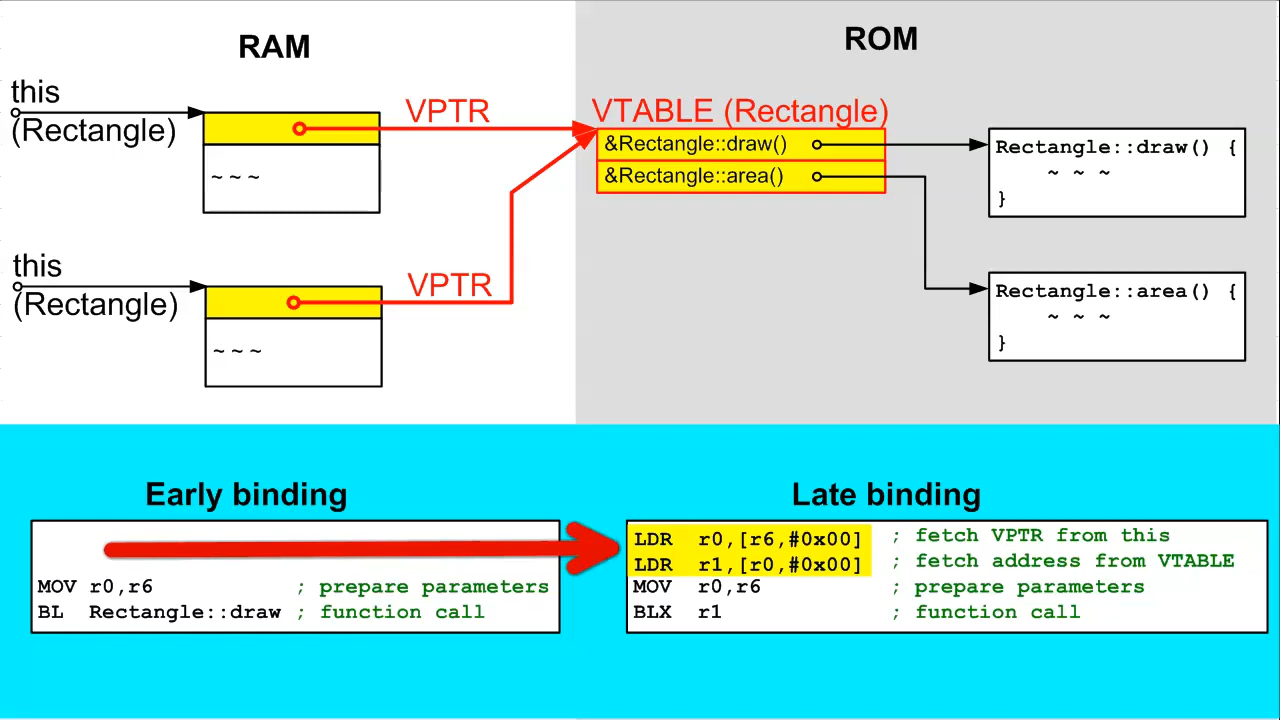 RAM
ROM
this
(Rectangle)
VPTR
~ ~ ~
VTABLE (Rectangle)
&Rectangle::draw()
&Rectangle::area()
Rectangle::draw() {
~ ~ ~
}
this
(Rectangle)
VPTR
~ ~ ~
Rectangle::area() {
~ ~ ~
}
Early binding
MOV r0,r6 ; prepare parameters
BL Rectangle::draw ; function call
Late binding
LDR r0,[r6,#0x00] ; fetch VPTR from this
LDR r1,[r0,#0x00] ; fetch address from VTABLE
MOV r0,r6 ; prepare parameters
BLX r1 ; function call